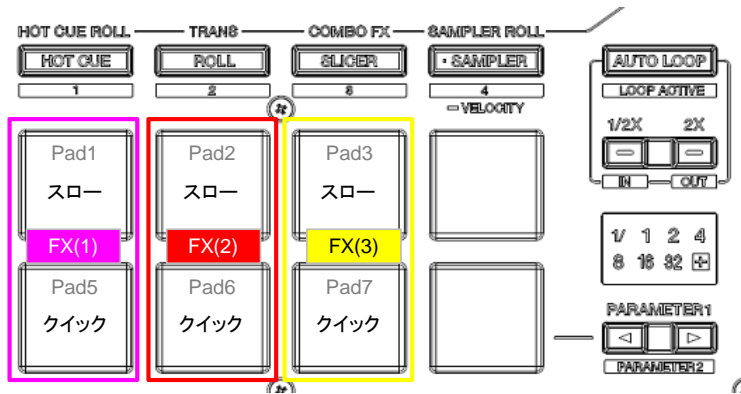 HOT CUE ROLL TRANS COMBO FX SAMPLER ROLL
HOT CUE ROLL SLICER SAMPLER AUTO LOOP
1 2 3 4 LOOP ACTIVE
VELOCITY
1/2X 2X
Pad1 Pad2 Pad3
スロー スロー スロー
IN OUT
FX(1) FX(2) FX(3)
1/ 1 2 4
8 16 32
Pad5 Pad6 Pad7
クイック クイック クイック
PARAMETER1
PARAMETER2